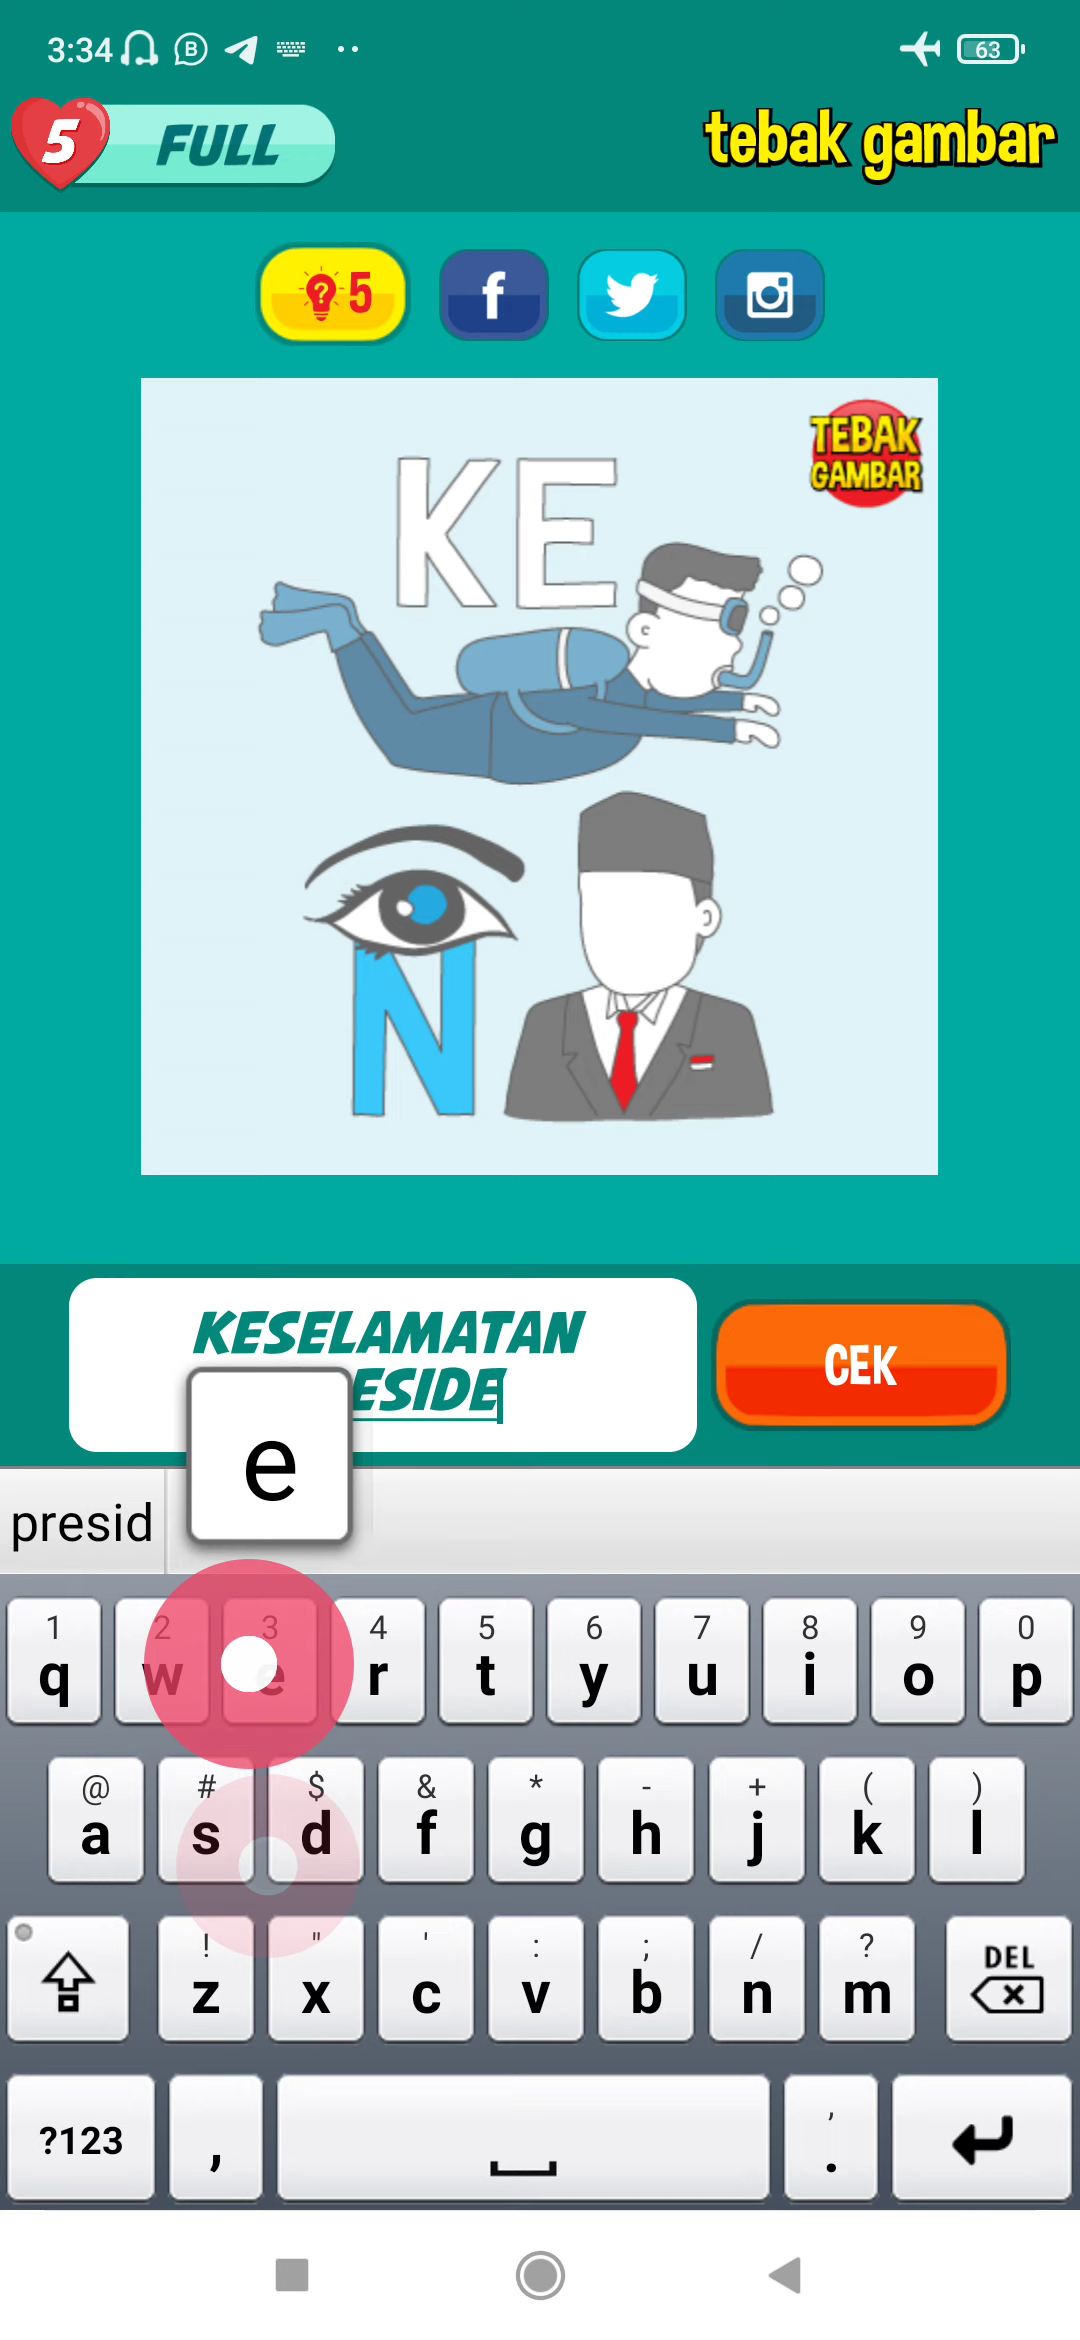 3:34
B
63
5
FULL
tebak gambar
5
f
TEBAK
GAMBAR
KE
N
KESELAMATAN
ESIDE
CEK
e
presid
1 2 3 4 5 6 7 8 9 0
q w e r t y u i o p
@ # $ & * - + ( )
a s d f g h j k l
! " ' : ; / ?
z x c v b n m
DEL
?123 , , .